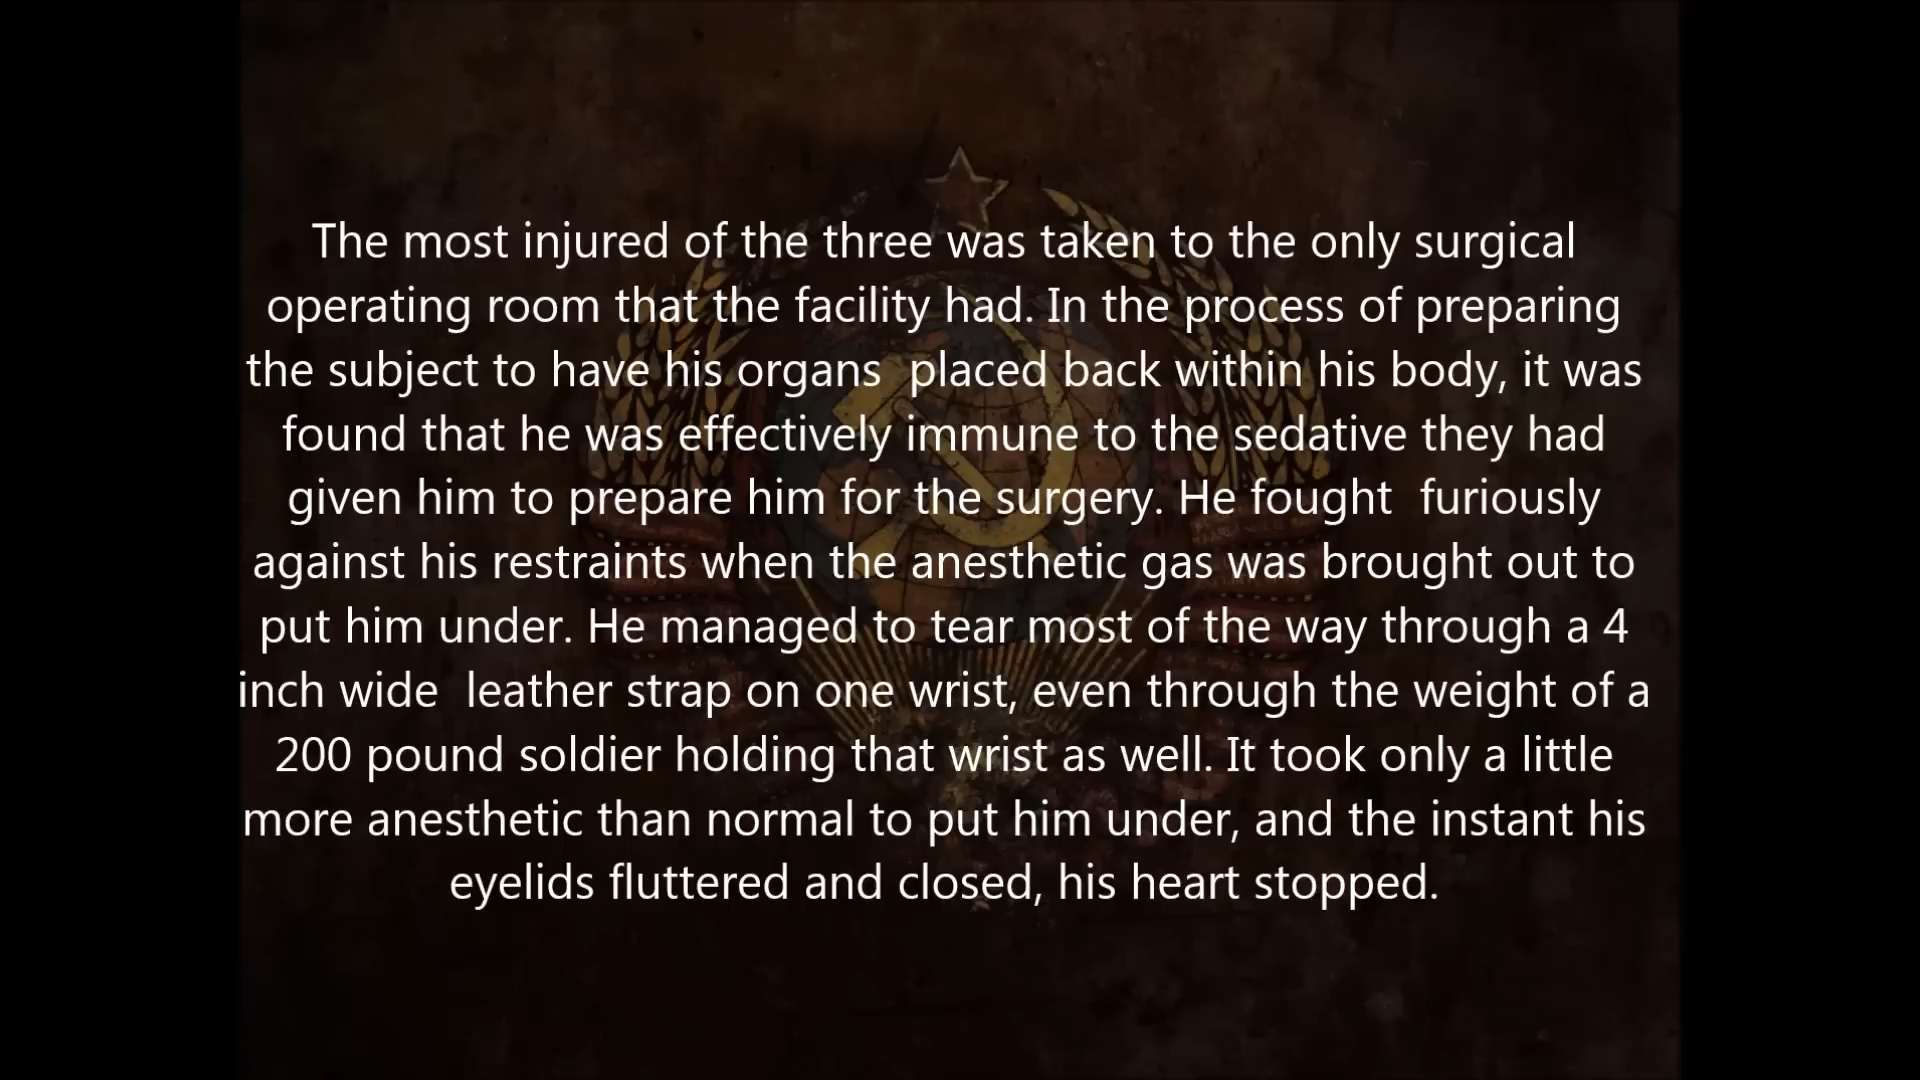 The most injured of the three was taken to the only surgical
operating room that the facility had. In the process of preparing
the subject to have his organs  placed back within his body, it was
found that he was effectively immune to the sedative they had
given him to prepare him for the surgery. He fought  furiously
against his restraints when the anesthetic gas was brought out to
put him under. He managed to tear most of the way through a 4
inch wide  leather strap on one wrist, even through the weight of a
200 pound soldier holding that wrist as well. It took only a little
more anesthetic than normal to put him under, and the instant his
eyelids fluttered and closed, his heart stopped.